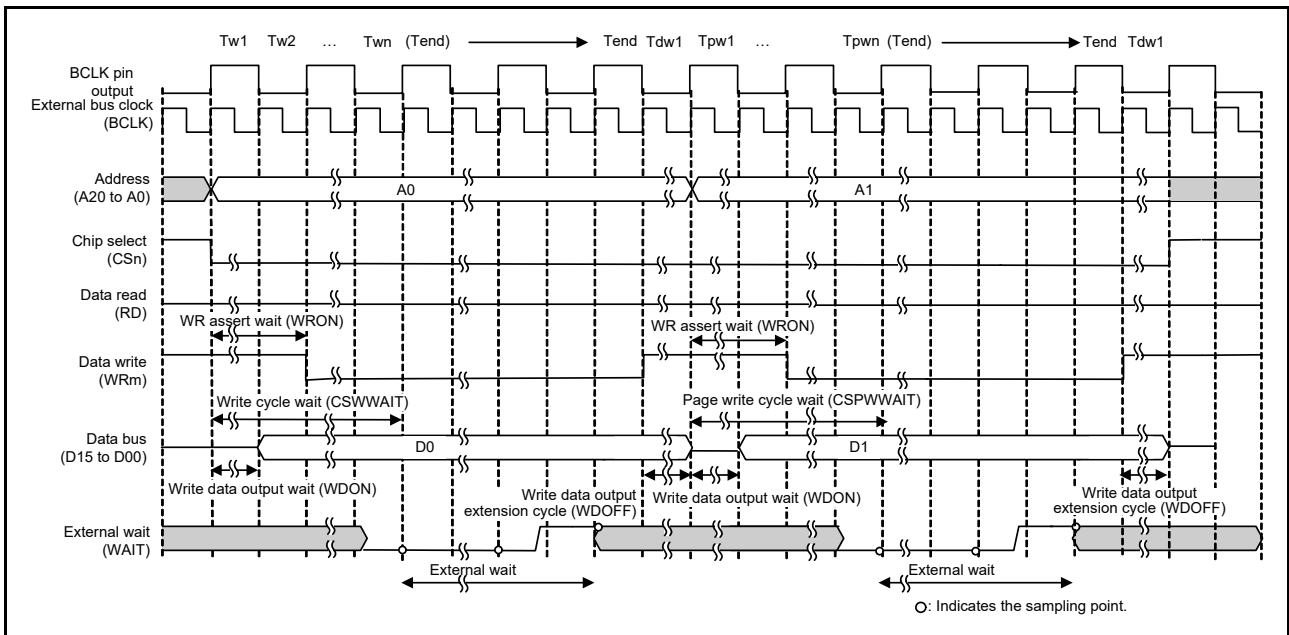 Tw1 Tw2 … Twn (Tend) Tend Tdw1 Tpw1 … Tpwn (Tend) Tend Tdw1
BCLK pin
output
External bus clock
(BCLK)
Address
(A20 to A0)
A0
A1
Chip select
(CSn)
Data read
(RD)
WR assert wait (WRON)
WR assert wait (WRON)
Data write
(WRm)
Write cycle wait (CSWWAIT)
Page write cycle wait (CSPWWAIT)
Data bus
(D15 to D00)
D0
D1
Write data output wait (WDON)
Write data output
extension cycle (WDOFF)
Write data output wait (WDON)
Write data output
extension cycle (WDOFF)
External wait
(WAIT)
External wait
External wait
O: Indicates the sampling point.